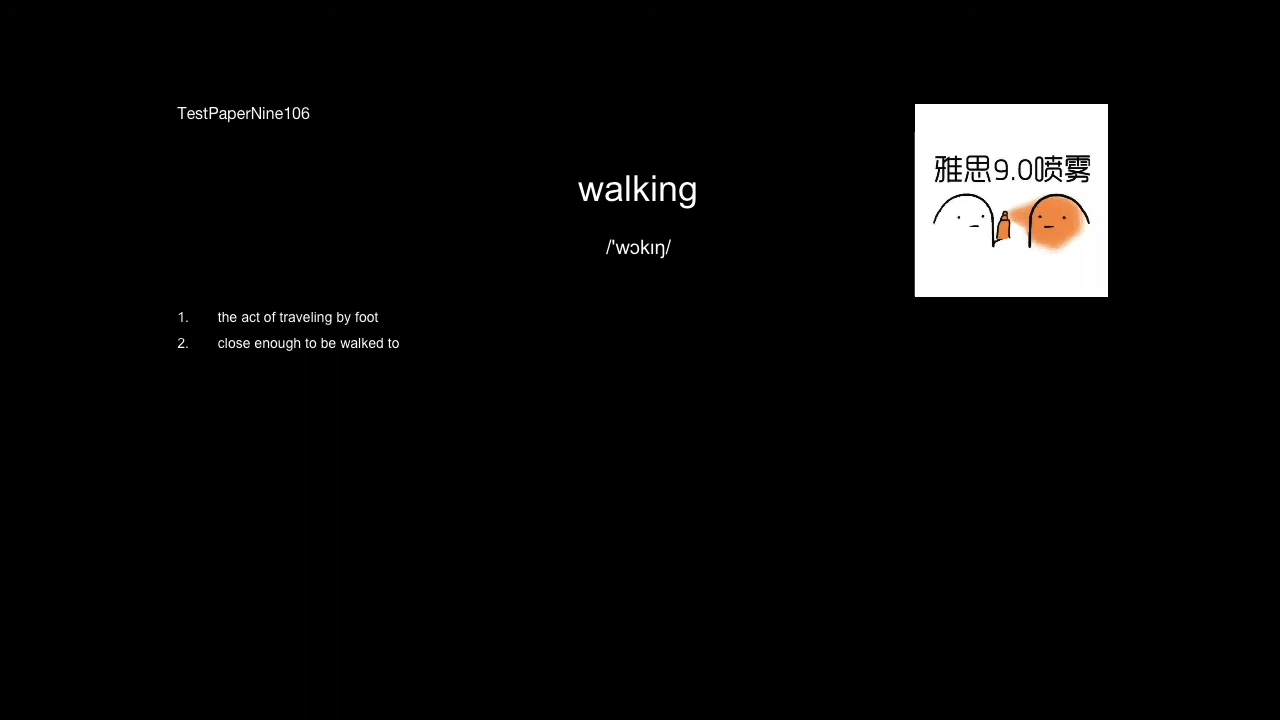 TestPaperNine106
雅思9.0喷雾
walking
/'wɔkɪŋ/
1. the act of traveling by foot
2. close enough to be walked to